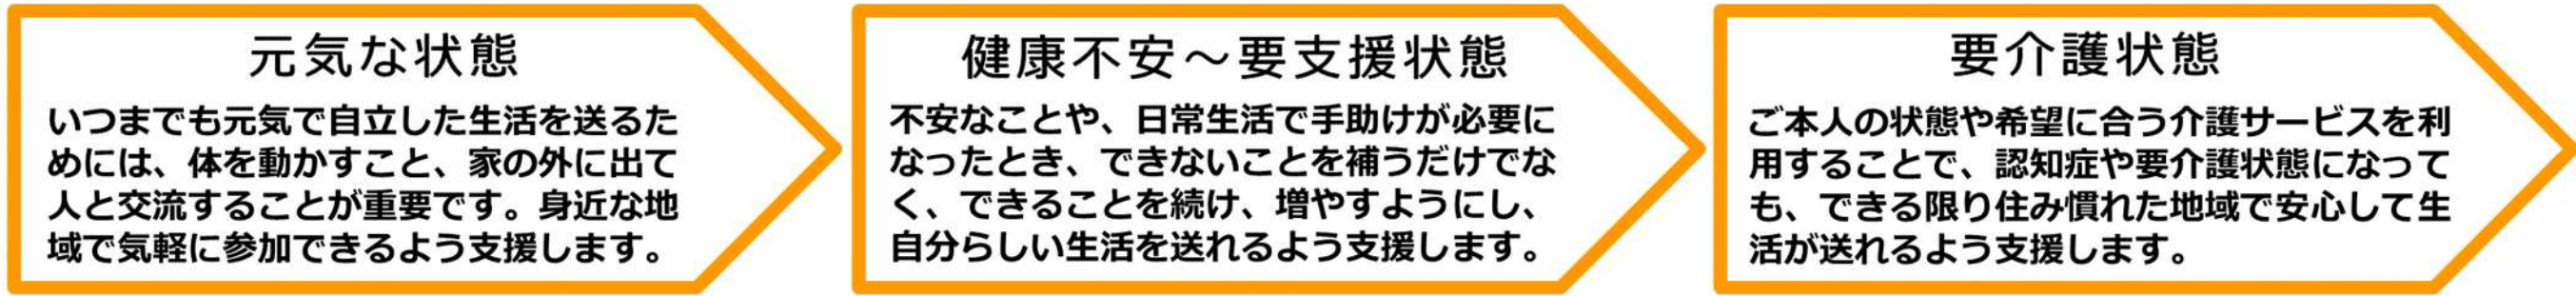 元気な状態
いつまでも元気で自立した生活を送るた
めには、体を動かすこと、家の外に出て
人と交流することが重要です。身近な地
域で気軽に参加できるよう支援します。
健康不安～要支援状態
不安なことや、日常生活で手助けが必要に
なったとき、できないことを補うだけでな
く、できることを続け、増やすようにし、
自分らしい生活を送れるよう支援します。
要介護状態
ご本人の状態や希望に合う介護サービスを利
用することで、認知症や要介護状態になって
も、できる限り住み慣れた地域で安心して生
活が送れるよう支援します。